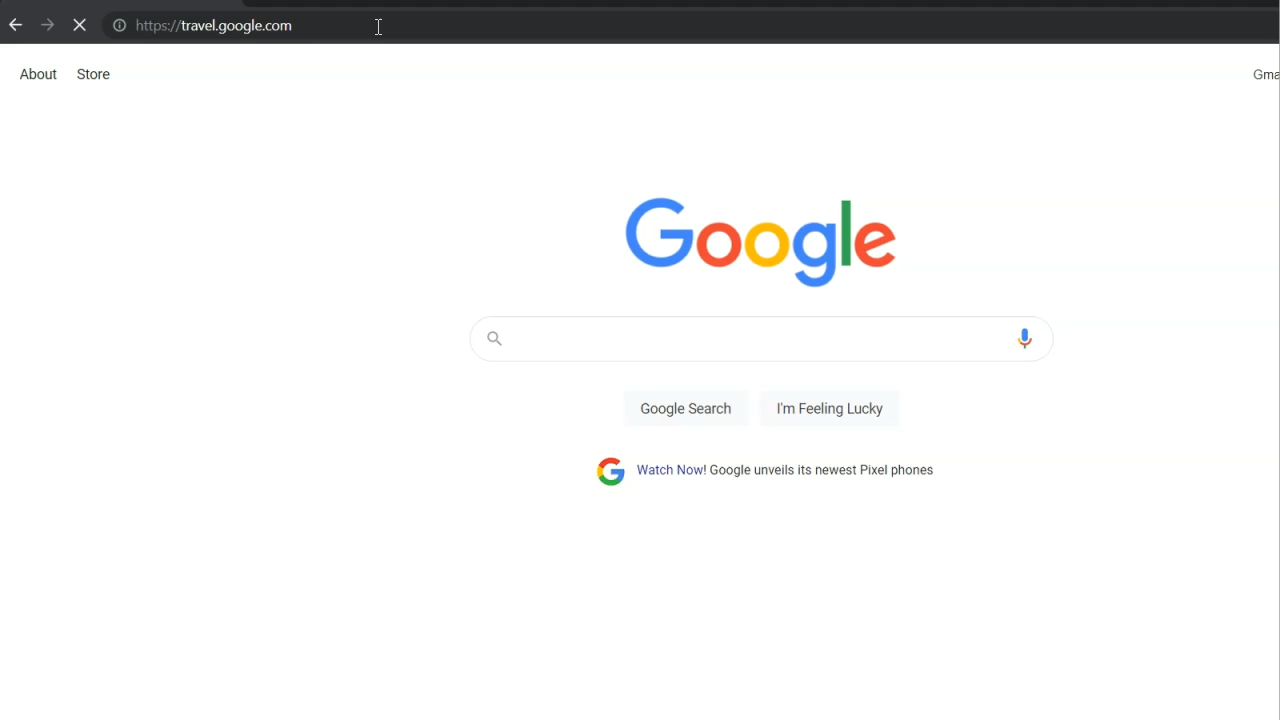 https://travel.google.com
About Store
Gma
Google
Google Search I'm Feeling Lucky
G Watch Now! Google unveils its newest Pixel phones